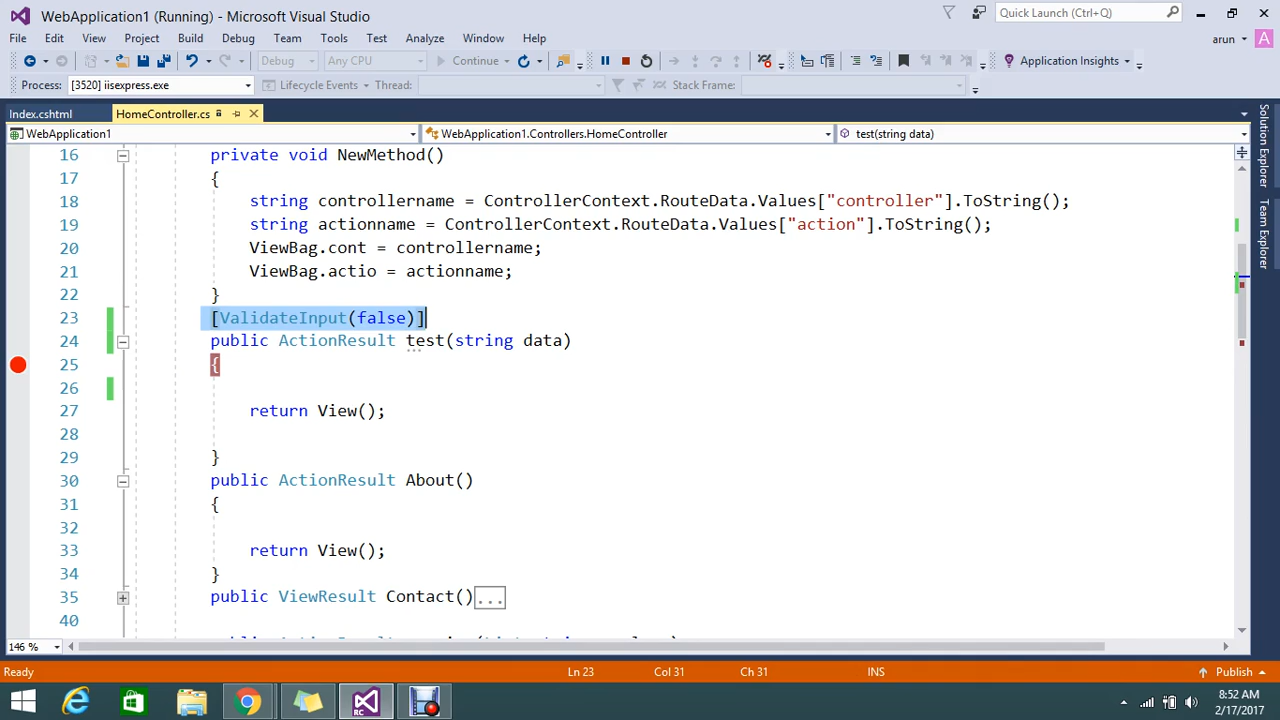 WebApplication1 (Running) - Microsoft Visual Studio
Quick Launch (Ctrl+Q)
File Edit View Project Build Debug Team Tools Test Analyze Window Help
arun A
Debug Any CPU Continue Application Insights
Process: [3520] iisexpress.exe Lifecycle Events Thread: Stack Frame:
Index.cshtml HomeController.cs
WebApplication1 WebApplication1.Controllers.HomeController test(string data)
16 private void NewMethod()
17 {
18 string controllername = ControllerContext.RouteData.Values["controller"].ToString();
19 string actionname = ControllerContext.RouteData.Values["action"].ToString();
20 ViewBag.cont = controllername;
21 ViewBag.actio = actionname;
22 }
23 [ValidateInput(false)]
24 public ActionResult test(string data)
25 {
26
27 return View();
28
29 }
30 public ActionResult About()
31 {
32
33 return View();
34 }
35 public ViewResult Contact()...
40
Solution Explorer
Team Explorer
146 %
Ready Ln 23 Col 31 Ch 31 INS Publish
RC
8:52 AM
2/17/2017